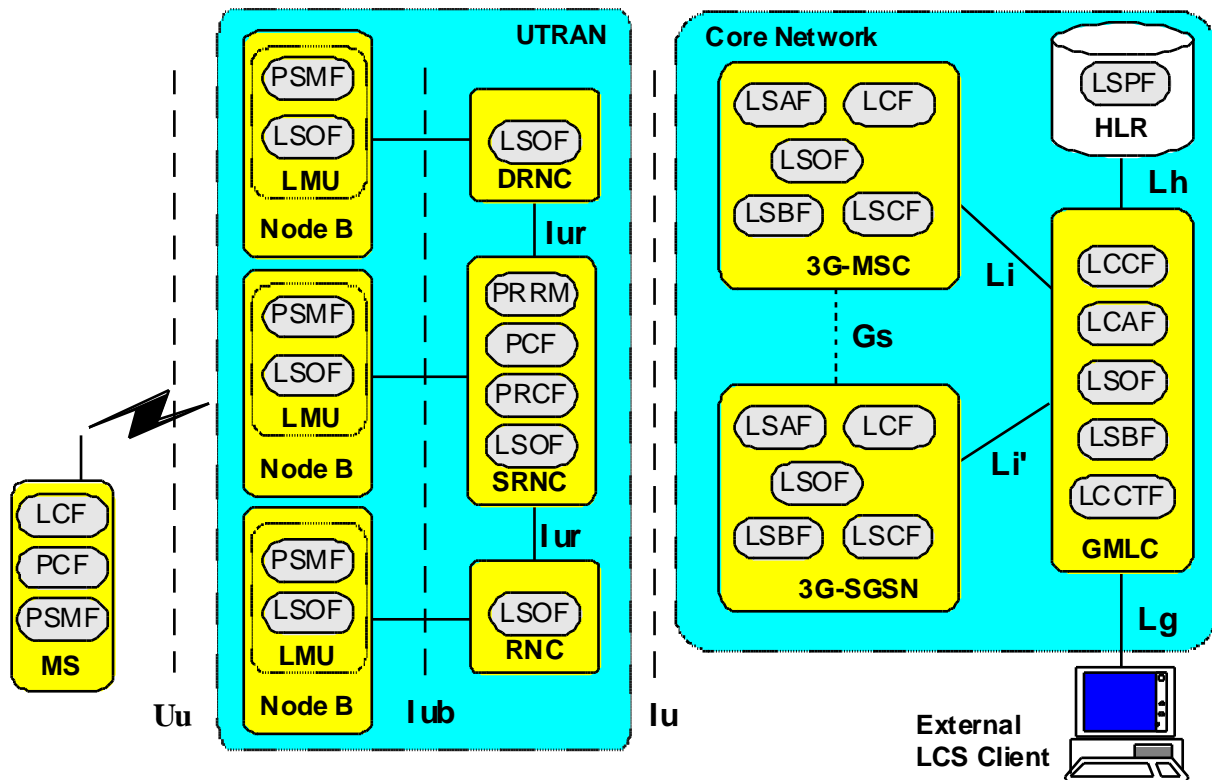 UTRAN
PSMF
LSOF
LMU
Node B
PSMF
LSOF
LMU
Node B
PSMF
LSOF
LMU
Node B
LSOF
DRNC
Iur
PRRM
PCF
PRCF
LSOF
SRNC
Iur
LSOF
RNC
LCF
PCF
PSMF
MS
Uu
Iub
Iu
Core Network
LSAF
LCF
LSOF
LSBF
LSCF
3G-MSC
Gs
LSAF
LCF
LSOF
LSBF
LSCF
3G-SGSN
Li
Li'
LSPF
HLR
Lh
LCCF
LCAF
LSOF
LSBF
LCCTF
GMLC
Lg
External
LCS Client